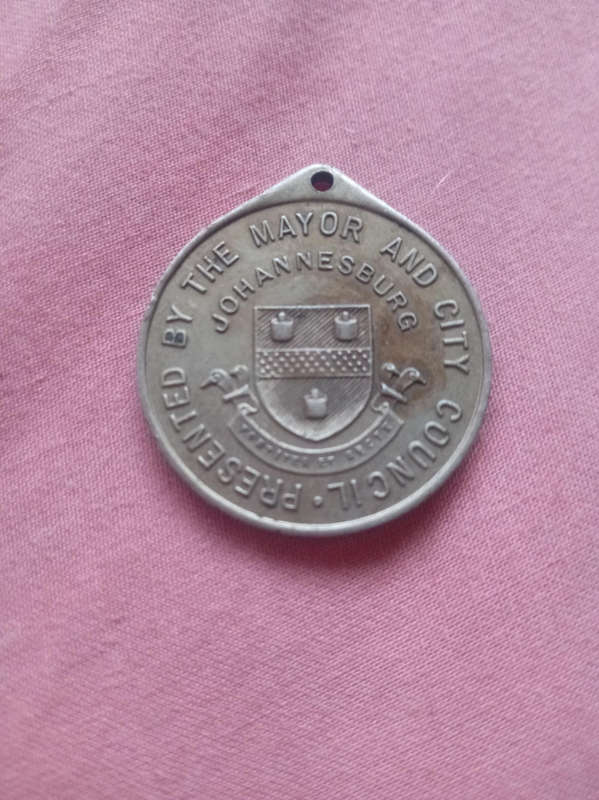 PRESENTED BY THE MAYOR AND CITY COUNCIL ·
JOHANNESBURG